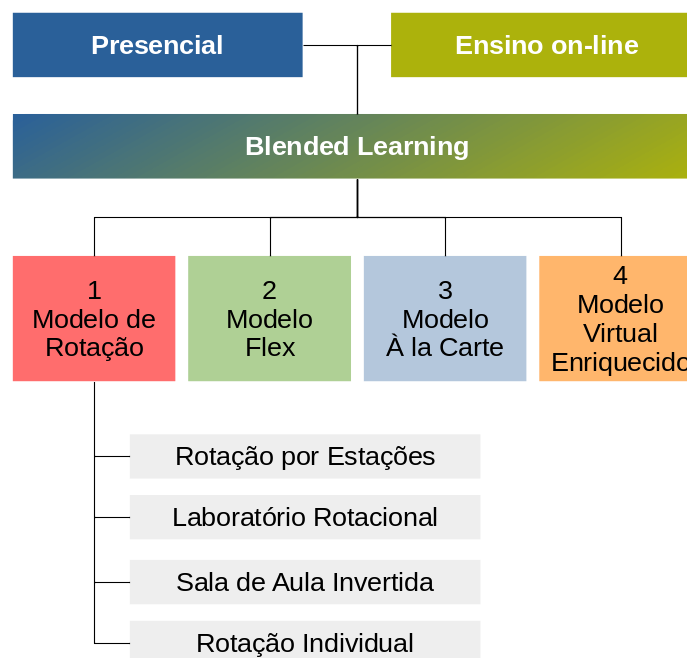 Presencial
Ensino on-line
Blended Learning
1
Modelo de
Rotação
2
Modelo
Flex
3
Modelo
À la Carte
4
Modelo
Virtual
Enriquecido
Rotação por Estações
Laboratório Rotacional
Sala de Aula Invertida
Rotação Individual